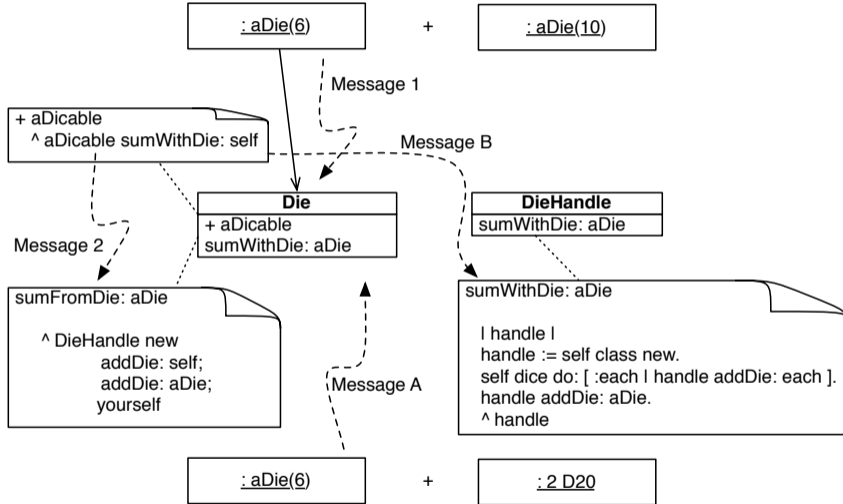 : aDie(6)
+
: aDie(10)
Message 1
+ aDicable
^ aDicable sumWithDie: self
Message B
Die
+ aDicable
sumWithDie: aDie
DieHandle
sumWithDie: aDie
Message 2
sumFromDie: aDie
^ DieHandle new
addDie: self;
addDie: aDie;
yourself
sumWithDie: aDie
| handle |
handle := self class new.
self dice do: [ :each | handle addDie: each ].
handle addDie: aDie.
^ handle
Message A
: aDie(6)
+
: 2 D20